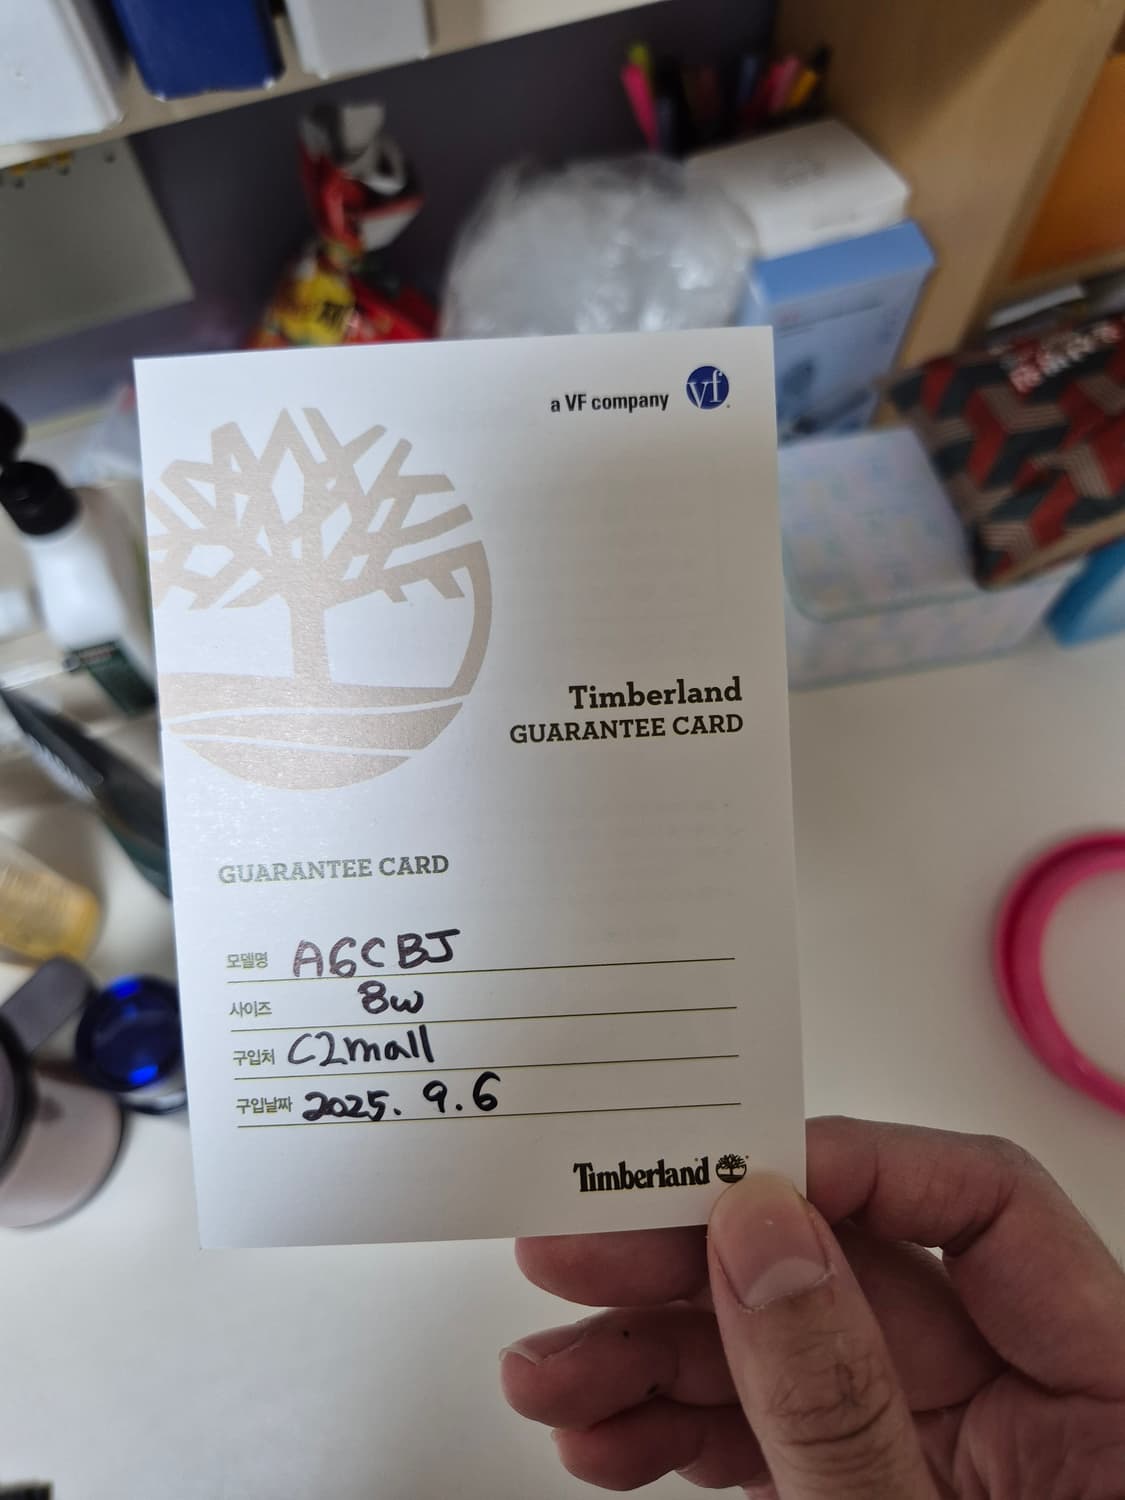 a VF company vf
Timberland
GUARANTEE CARD
GUARANTEE CARD
모델명 A6CBJ
사이즈 8w
구입처 C2mall
구입날짜 2025. 9. 6
Timberland